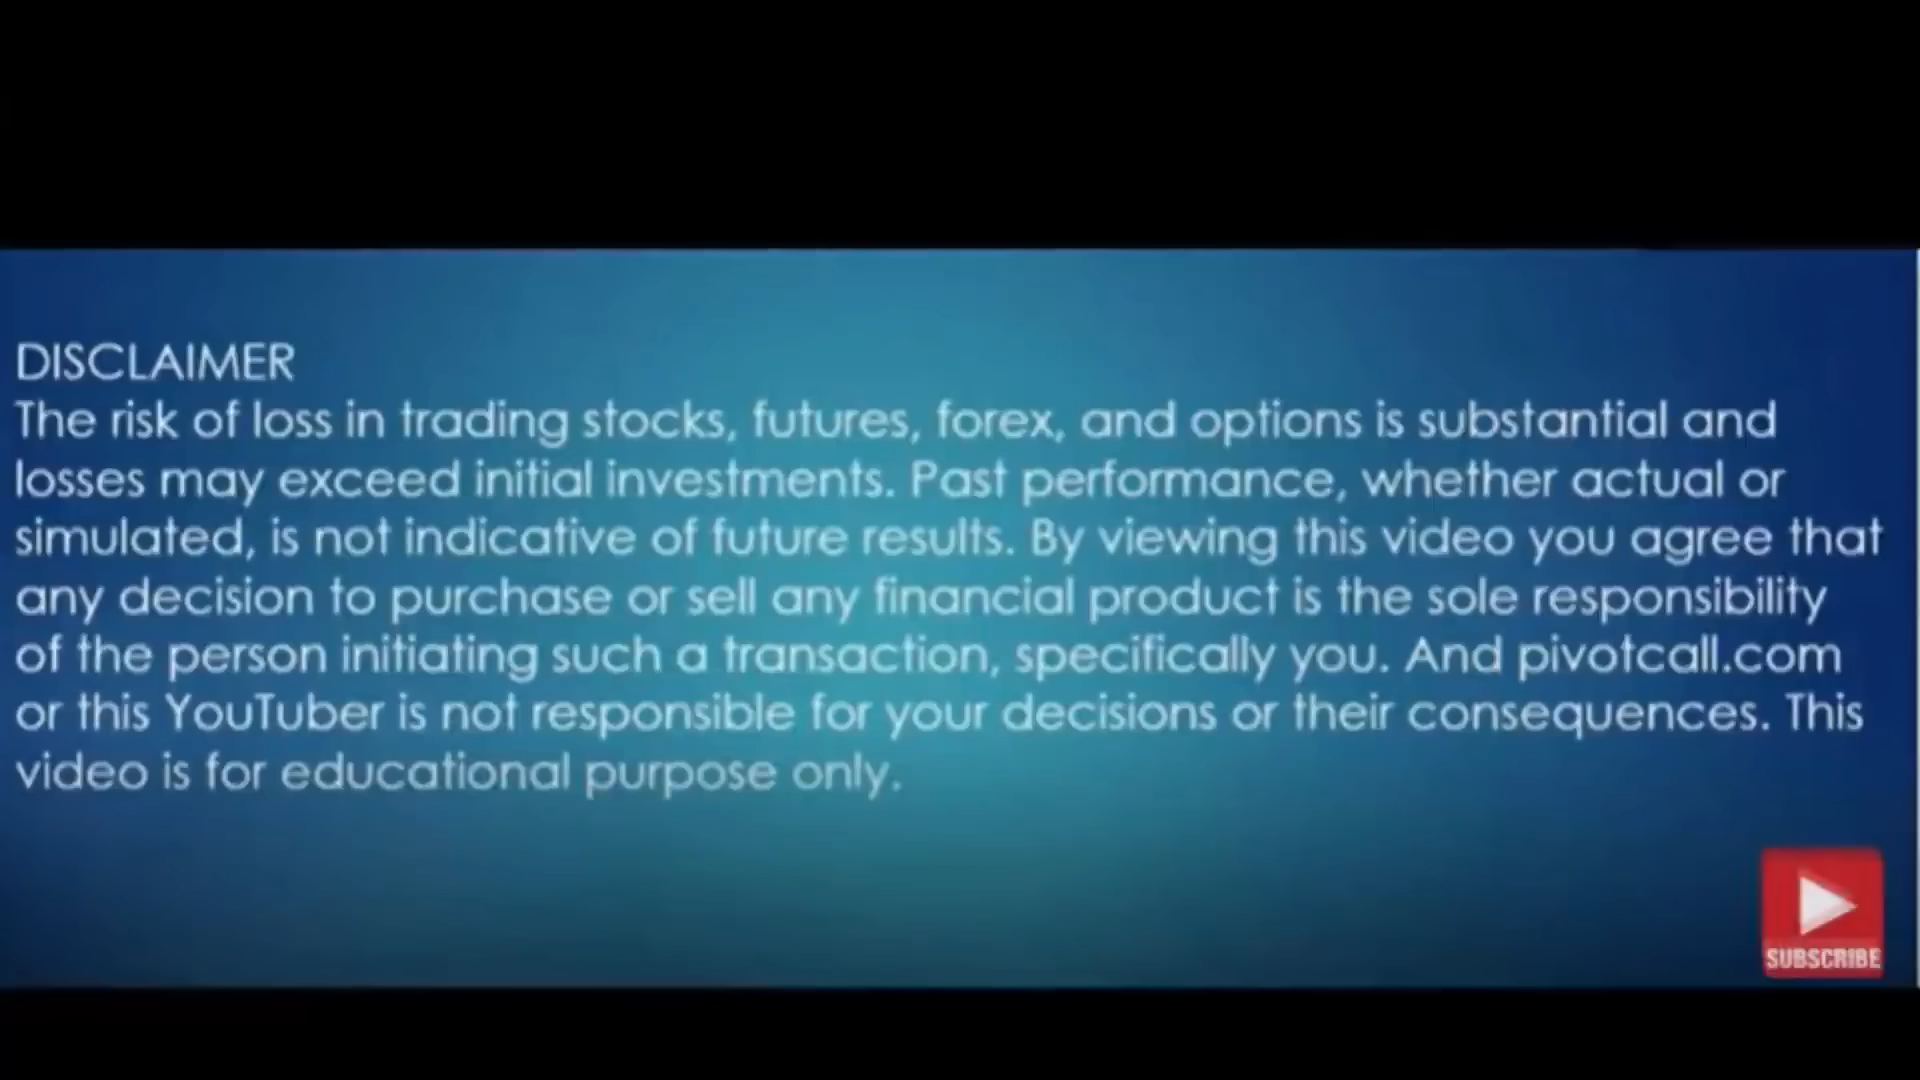 DISCLAIMER
The risk of loss in trading stocks, futures, forex, and options is substantial and
losses may exceed initial investments. Past performance, whether actual or
simulated, is not indicative of future results. By viewing this video you agree that
any decision to purchase or sell any financial product is the sole responsibility
of the person initiating such a transaction, specifically you. And pivotcall.com
or this YouTuber is not responsible for your decisions or their consequences. This
video is for educational purpose only.
SUBSCRIBE